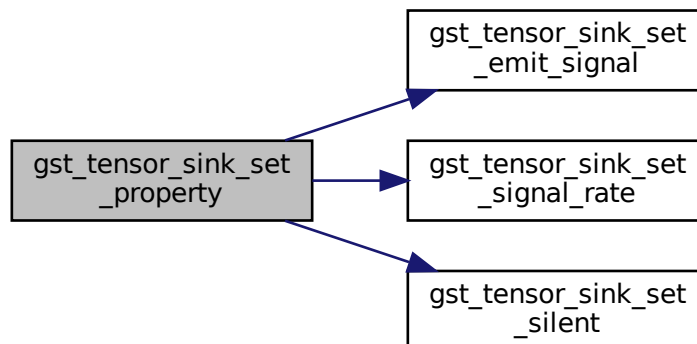 gst_tensor_sink_set
_emit_signal
gst_tensor_sink_set
_property
gst_tensor_sink_set
_signal_rate
gst_tensor_sink_set
_silent